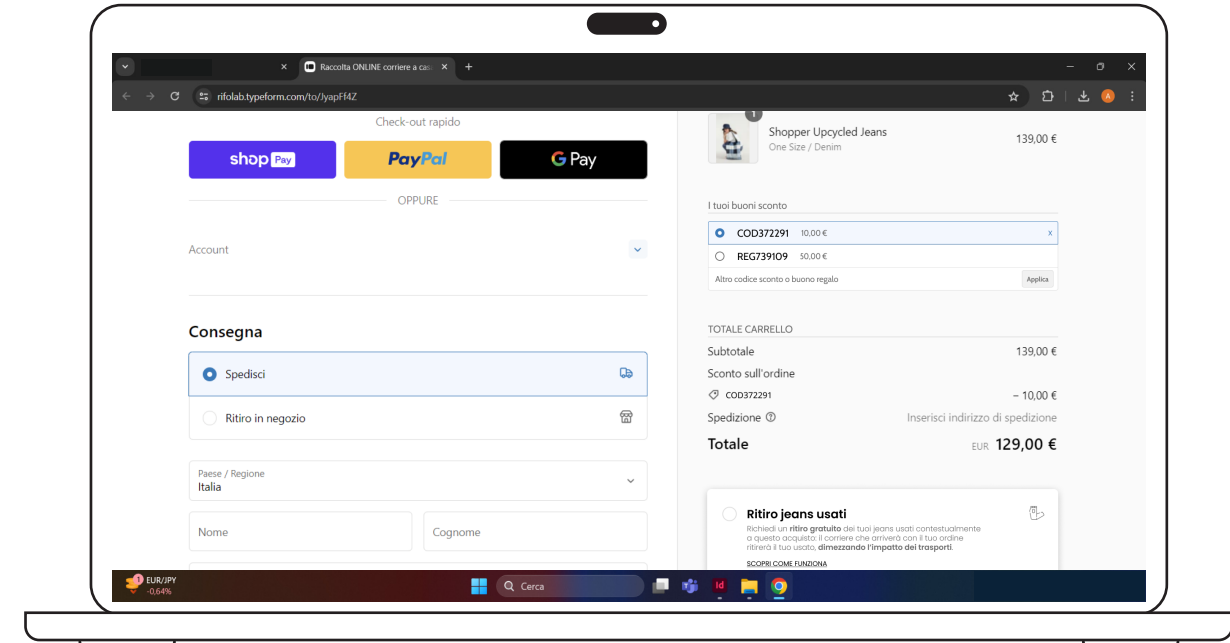 Raccolta ONLINE corriere a cas
rifolab.typeform.com/to/JyapFf4Z
A
Check-out rapido
shop Pay
PayPal
G Pay
OPPURE
Account
Consegna
Spedisci
Ritiro in negozio
Paese / Regione
Italia
Nome
Cognome
1
Shopper Upcycled Jeans
One Size / Denim
139,00 €
I tuoi buoni sconto
COD372291 10,00 € x
REG739109 50,00 €
Altro codice sconto o buono regalo
Applica
TOTALE CARRELLO
Subtotale 139,00 €
Sconto sull'ordine
COD372291 – 10,00 €
Spedizione Inserisci indirizzo di spedizione
Totale EUR 129,00 €
Ritiro jeans usati
Richiedi un ritiro gratuito dei tuoi jeans usati contestualmente
a questo acquisto: il corriere che arriverà con il tuo ordine
ritirerà il tuo usato, dimezzando l'impatto dei trasporti.
SCOPRI COME FUNZIONA
1
EUR/JPY
-0,64%
Cerca
Id